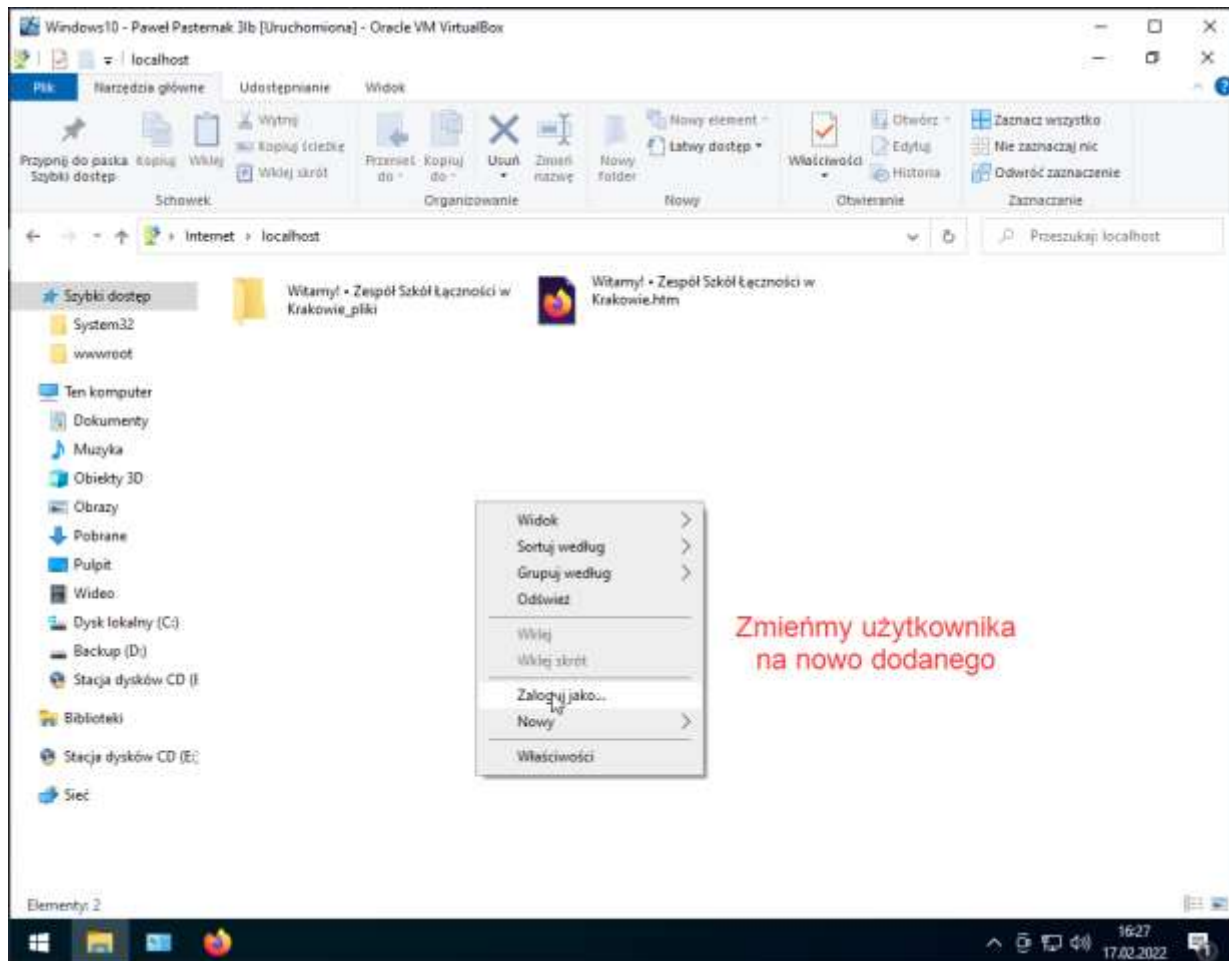 Windows10 - Paweł Pasternak 3lb [Uruchomiona] - Oracle VM VirtualBox
localhost
Plik Narzędzia główne Udostępnianie Widok
Przypnij do paska Szybki dostęp
Kopiuj
Wklej
Wytnij
Kopiuj ścieżkę
Wklej skrót
Schowek
Przenieś do
Kopiuj do
Usuń
Zmień nazwę
Organizowanie
Nowy folder
Nowy element
Łatwy dostęp
Nowy
Właściwości
Otwórz
Edytuj
Historia
Otwieranie
Zaznacz wszystko
Nie zaznaczaj nic
Odwróć zaznaczenie
Zaznaczanie
Internet localhost
Przeszukaj: localhost
Szybki dostęp
System32
wwwroot
Ten komputer
Dokumenty
Muzyka
Obiekty 3D
Obrazy
Pobrane
Pulpit
Wideo
Dysk lokalny (C:)
Backup (D:)
Stacja dysków CD (E
Biblioteki
Stacja dysków CD (E:
Sieć
Witamy! • Zespół Szkół Łączności w
Krakowie_pliki
Witamy! • Zespół Szkół Łączności w
Krakowie.htm
Widok
Sortuj według
Grupuj według
Odśwież
Wklej
Wklej skrót
Zaloguj jako...
Nowy
Właściwości
Zmieńmy użytkownika
na nowo dodanego
Elementy: 2
16:27
17.02.2022